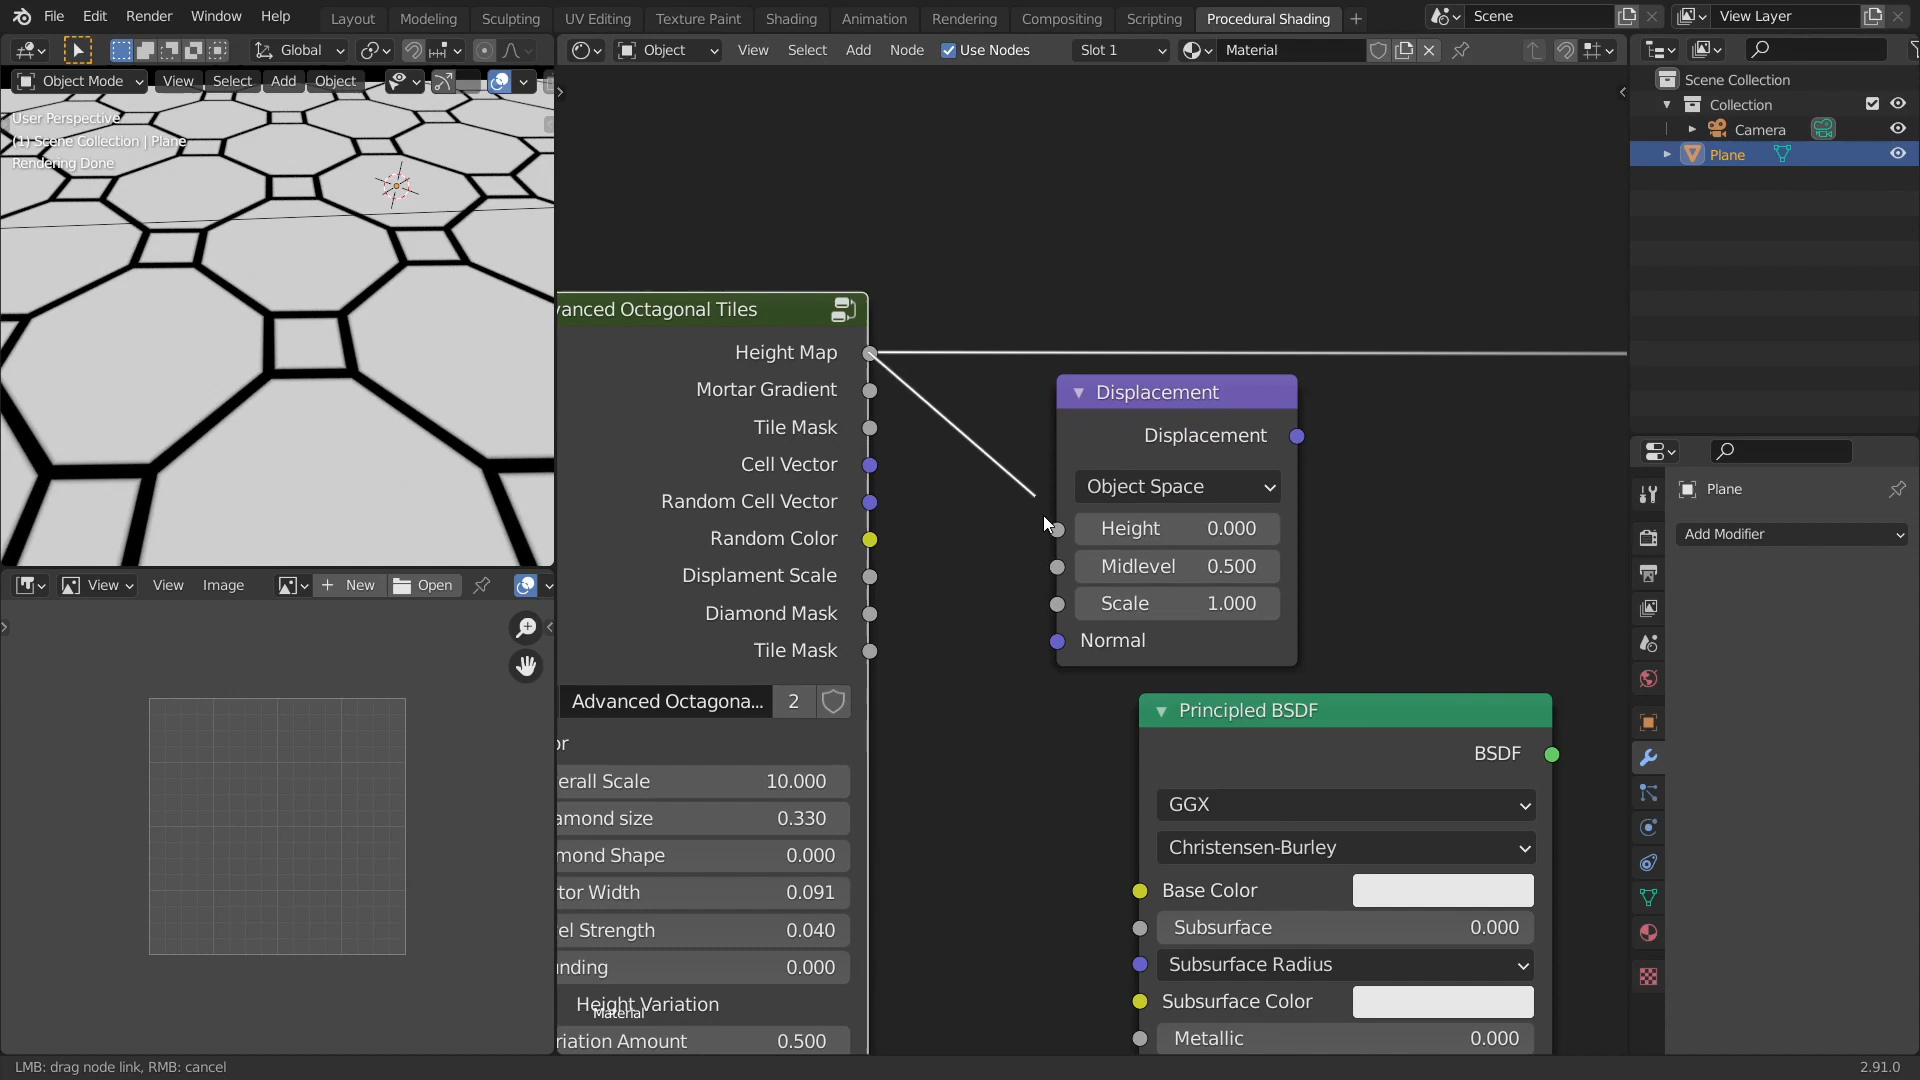 File Edit Render Window Help Layout Modeling Sculpting UV Editing Texture Paint Shading Animation Rendering Compositing Scripting Procedural Shading + Scene View Layer
Global Object View Select Add Node Use Nodes Slot 1 Material
Object Mode View Select Add Object
User Perspective
(1) Scene Collection | Plane
Rendering Done
Scene Collection
Collection
Camera
Plane
vanced Octagonal Tiles
Height Map
Mortar Gradient
Tile Mask
Cell Vector
Random Cell Vector
Random Color
Displament Scale
Diamond Mask
Tile Mask
Advanced Octagona... 2
or
erall Scale 10.000
amond size 0.330
mond Shape 0.000
tor Width 0.091
el Strength 0.040
nding 0.000
Height Variation
Material
riation Amount 0.500
Displacement
Displacement
Object Space
Height 0.000
Midlevel 0.500
Scale 1.000
Normal
Principled BSDF
BSDF
GGX
Christensen-Burley
Base Color
Subsurface 0.000
Subsurface Radius
Subsurface Color
Metallic 0.000
Plane
Add Modifier
View View Image + New Open
LMB: drag node link, RMB: cancel
2.91.0